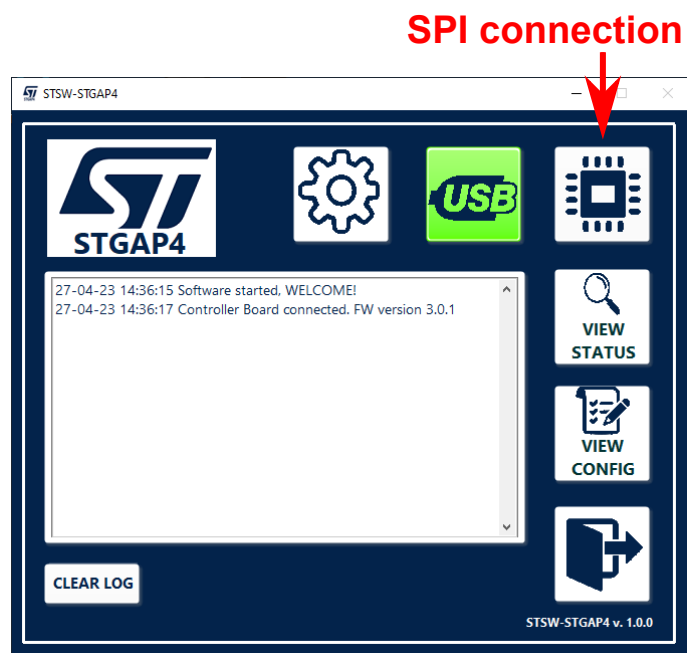 SPI connection
STSW-STGAP4
ST
STGAP4
USB
27-04-23 14:36:15 Software started, WELCOME!
27-04-23 14:36:17 Controller Board connected. FW version 3.0.1
VIEW
STATUS
VIEW
CONFIG
CLEAR LOG
STSW-STGAP4 v. 1.0.0